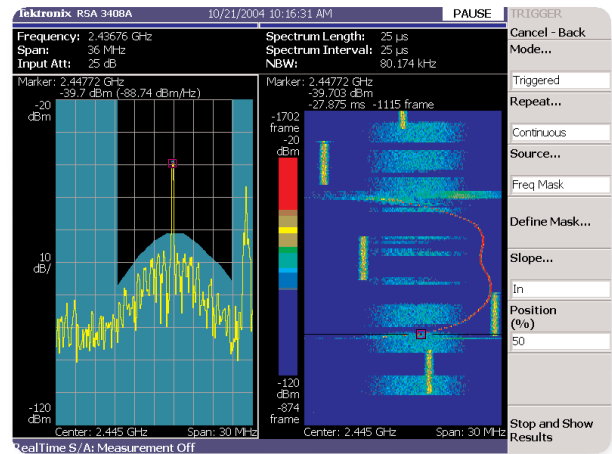 Tektronix RSA 3408A 10/21/2004 10:16:31 AM PAUSE TRIGGER
Frequency: 2.43676 GHz
Span: 36 MHz
Input Att: 25 dB
Spectrum Length: 25 µs
Spectrum Interval: 25 µs
NBW: 80.174 kHz
Cancel - Back
Mode...
Triggered
Repeat...
Continuous
Source...
Freq Mask
Define Mask...
Slope...
In
Position
(%)
50
Stop and Show
Results
Marker: 2.44772 GHz
-39.7 dBm (-88.74 dBm/Hz)
-20
dBm
10
dB/
-120
dBm
Center: 2.445 GHz Span: 30 MHz
Marker: 2.44772 GHz
-39.703 dBm
-27.875 ms -1115 frame
-1702
frame
-20
dBm
-120
dBm
-874
frame
Center: 2.445 GHz Span: 30 MHz
RealTime S/A: Measurement Off